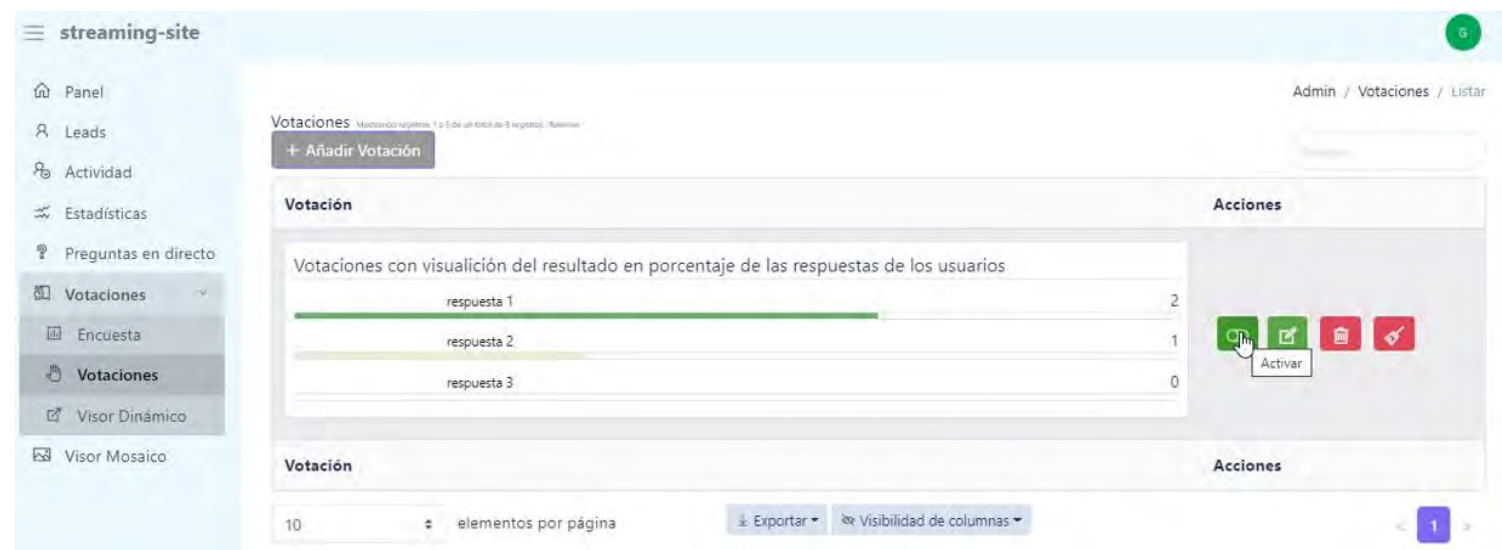 streaming-site
G
Panel
Leads
Actividad
Estadísticas
Preguntas en directo
Votaciones
Encuesta
Votaciones
Visor Dinámico
Visor Mosaico
Admin / Votaciones / Listar
Votaciones
+ Añadir Votación
Votación Acciones
Votaciones con visualición del resultado en porcentaje de las respuestas de los usuarios
respuesta 1 2
respuesta 2 1
respuesta 3 0
Activar
Votación Acciones
10 elementos por página Exportar Visibilidad de columnas < 1 >